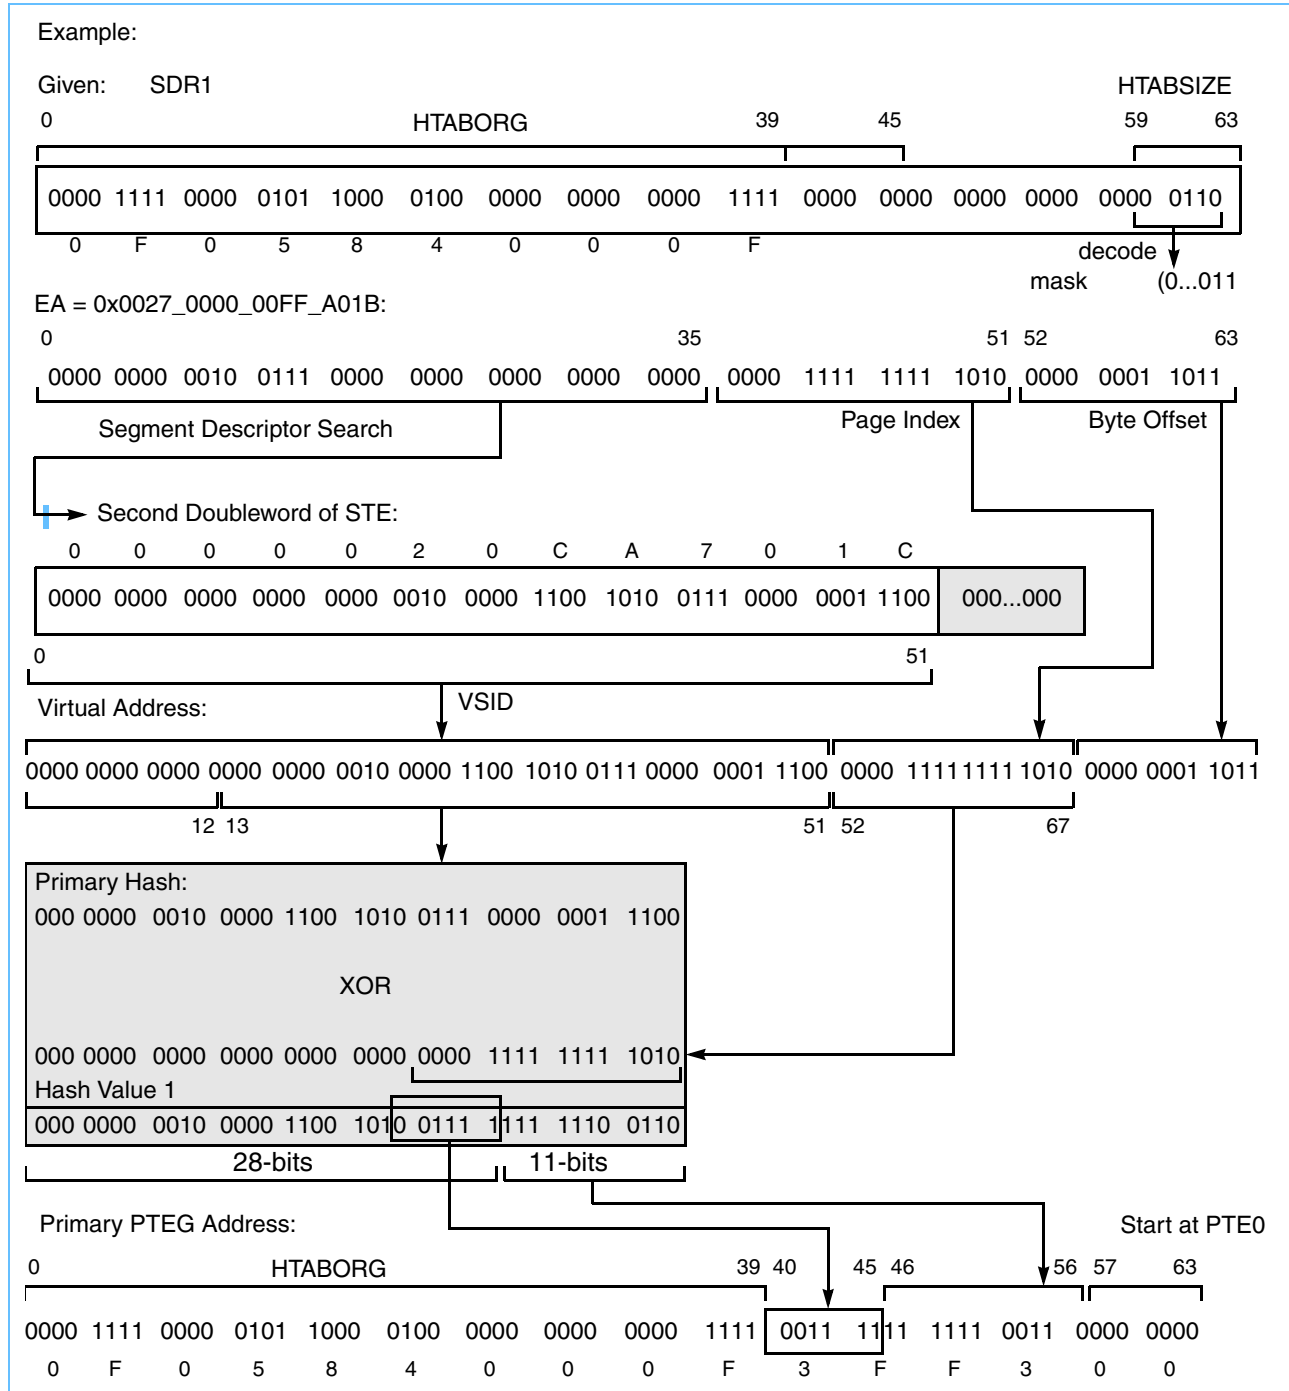 Example:
Given: SDR1 HTABSIZE
0 HTABORG 39 45 59 63
0000 1111 0000 0101 1000 0100 0000 0000 0000 1111 0000 0000 0000 0000 0000 0110
0 F 0 5 8 4 0 0 0 F
decode
mask (0...011
EA = 0x0027_0000_00FF_A01B:
0 35 51 52 63
0000 0000 0010 0111 0000 0000 0000 0000 0000 0000 1111 1111 1010 0000 0001 1011
Segment Descriptor Search Page Index Byte Offset
Second Doubleword of STE:
0 0 0 0 0 2 0 C A 7 0 1 C
0000 0000 0000 0000 0000 0010 0000 1100 1010 0111 0000 0001 1100 000...000
0 51
Virtual Address: VSID
0000 0000 0000 0000 0000 0010 0000 1100 1010 0111 0000 0001 1100 0000 1111 1111 1010 0000 0001 1011
12 13 51 52 67
Primary Hash:
000 0000 0010 0000 1100 1010 0111 0000 0001 1100
XOR
000 0000 0000 0000 0000 0000 0000 1111 1111 1010
Hash Value 1
000 0000 0010 0000 1100 1010 0111 1111 1110 0110
28-bits 11-bits
Primary PTEG Address: Start at PTE0
0 HTABORG 39 40 45 46 56 57 63
0000 1111 0000 0101 1000 0100 0000 0000 0000 1111 0011 1111 1111 0011 0000 0000
0 F 0 5 8 4 0 0 0 F 3 F F 3 0 0